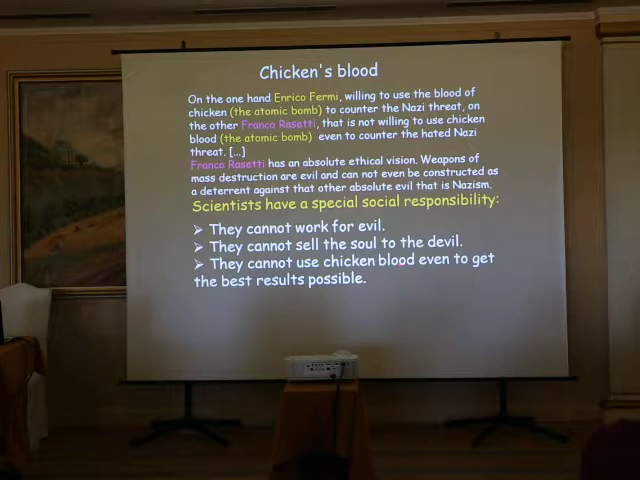 Chicken's blood
On the one hand Enrico Fermi, willing to use the blood of
chicken (the atomic bomb) to counter the Nazi threat, on
the other Franco Rasetti, that is not willing to use chicken
blood (the atomic bomb) even to counter the hated Nazi
threat. [...]
Franco Rasetti has an absolute ethical vision. Weapons of
mass destruction are evil and can not even be constructed as
a deterrent against that other absolute evil that is Nazism.
Scientists have a special social responsibility:
➢ They cannot work for evil.
➢ They cannot sell the soul to the devil.
➢ They cannot use chicken blood even to get
the best results possible.